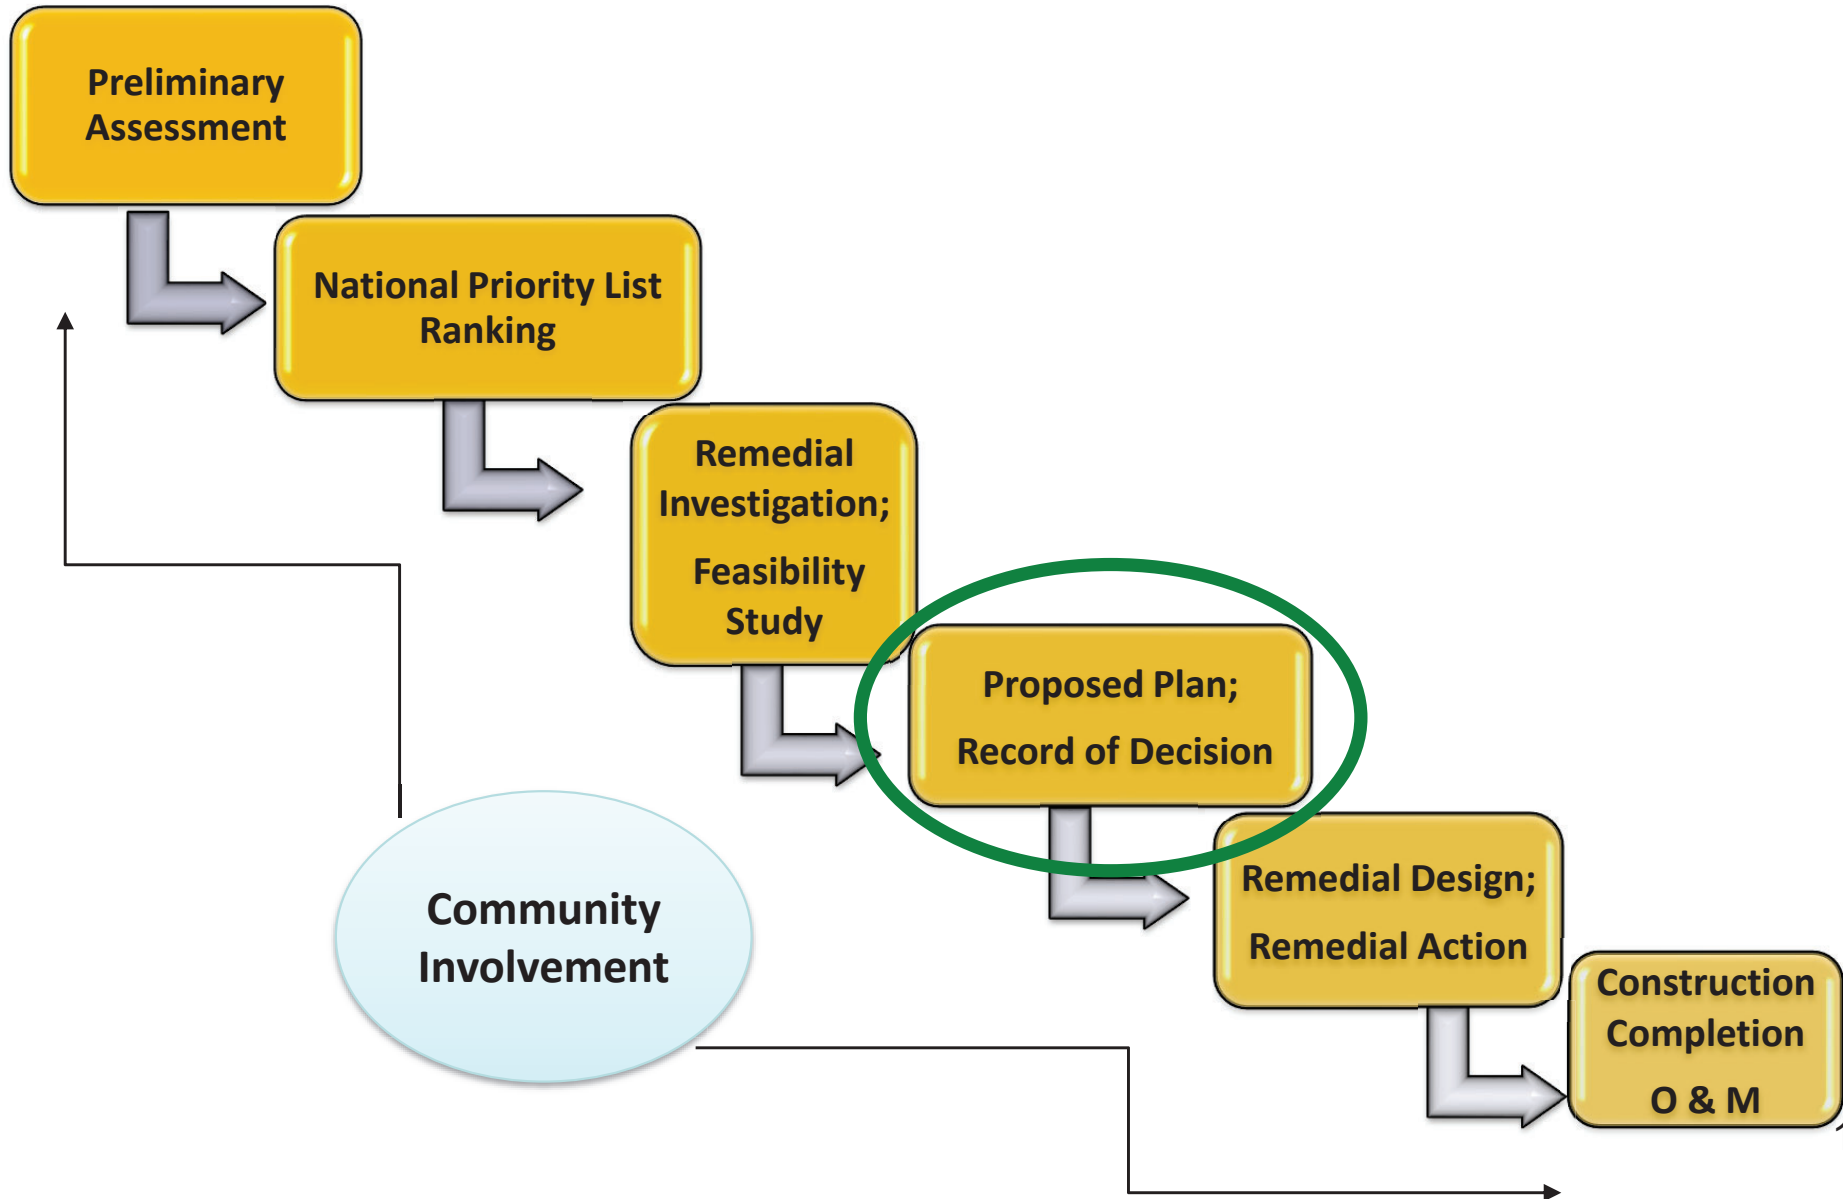 Preliminary
Assessment
National Priority List
Ranking
Remedial
Investigation;
Feasibility
Study
Proposed Plan;
Record of Decision
Remedial Design;
Remedial Action
Construction
Completion
O & M
Community
Involvement